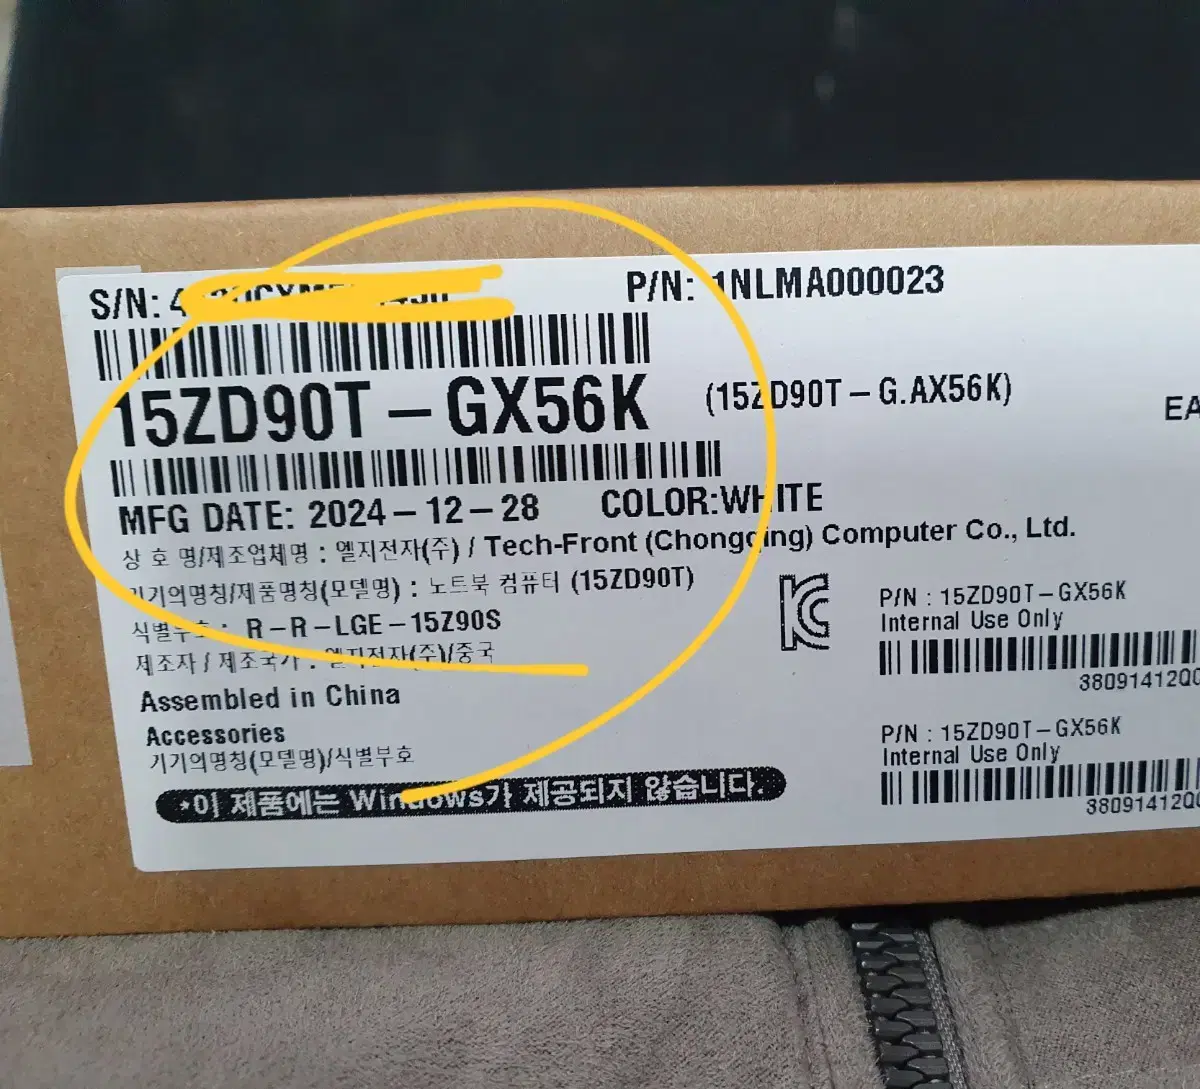 S/N: P/N: 1NLMA000023
15ZD90T-GX56K (15ZD90T-G.AX56K)
EA
MFG DATE: 2024-12-28 COLOR:WHITE
상 호 명/제조업체명 : 엘지전자(주) / Tech-Front (Chongqing) Computer Co., Ltd.
기기의명칭/제품명칭(모델명) : 노트북 컴퓨터 (15ZD90T)
식별부호 : R-R-LGE-15Z90S
제조자 / 제조국가 : 엘지전자(주)/중국
Assembled in China
Accessories
기기의명칭(모델명)/식별부호
*이 제품에는 Windows가 제공되지 않습니다.
P/N : 15ZD90T-GX56K
Internal Use Only
38091412Q0
P/N : 15ZD90T-GX56K
Internal Use Only
38091412Q0